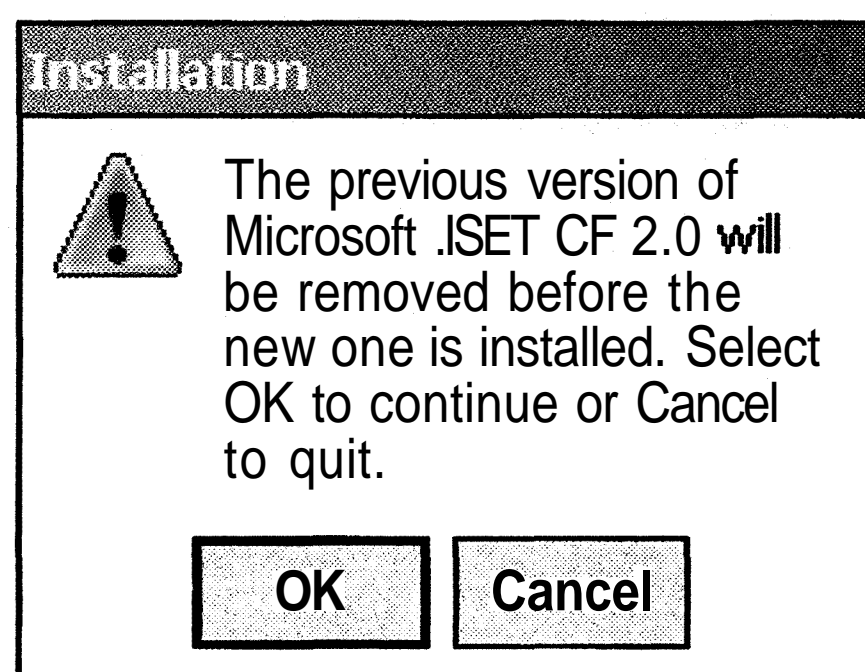 Installation
The previous version of
Microsoft .ISET CF 2.0 will
be removed before the
new one is installed. Select
OK to continue or Cancel
to quit.
OK Cancel